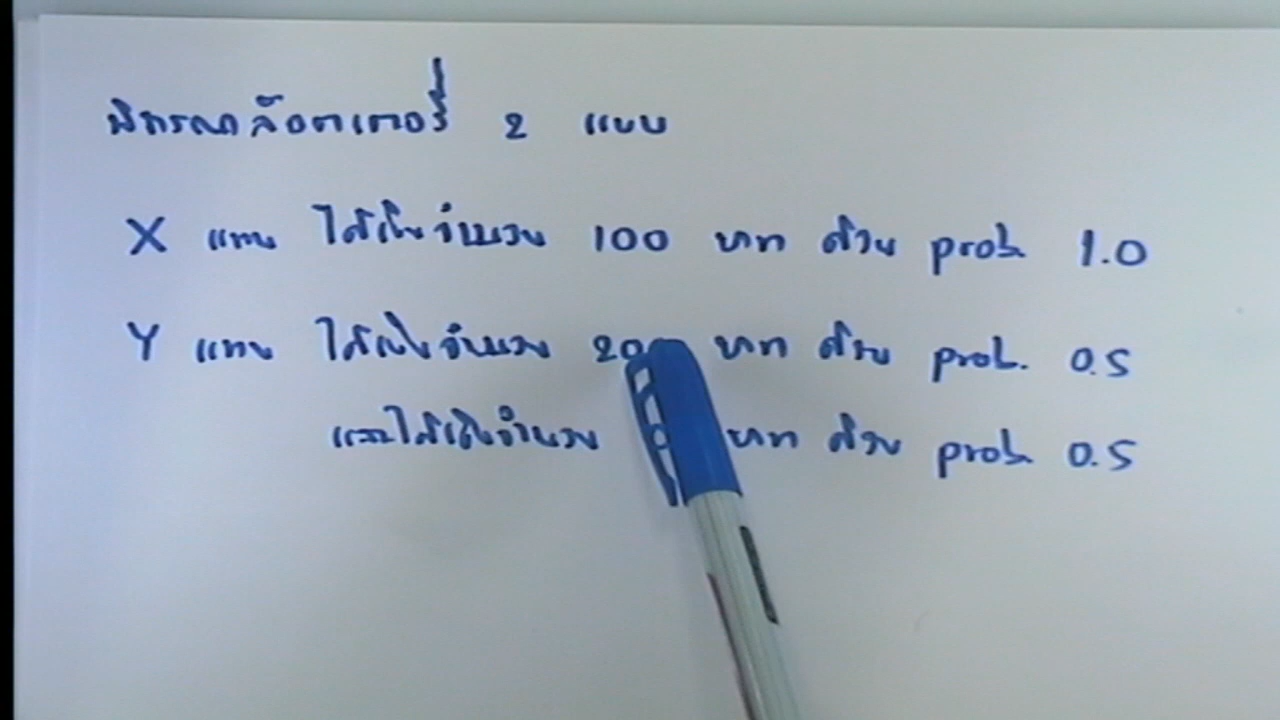 พิจารณาล๊อตเตอรี่ 2 แบบ
X แทน ได้เงินจำนวน 100 บาท ด้วย prob. 1.0
Y แทน ได้เงินจำนวน 20 บาท ด้วย prob. 0.5
และได้เงินจำนวน บาท ด้วย prob 0.5